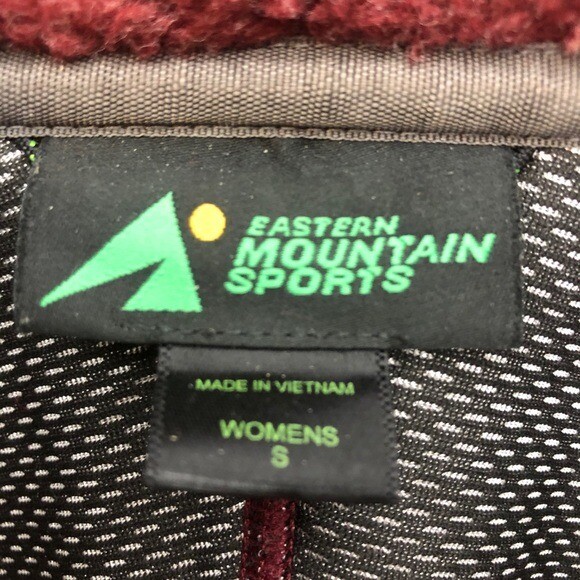 EASTERN
MOUNTAIN
SPORTS
MADE IN VIETNAM
WOMENS
S